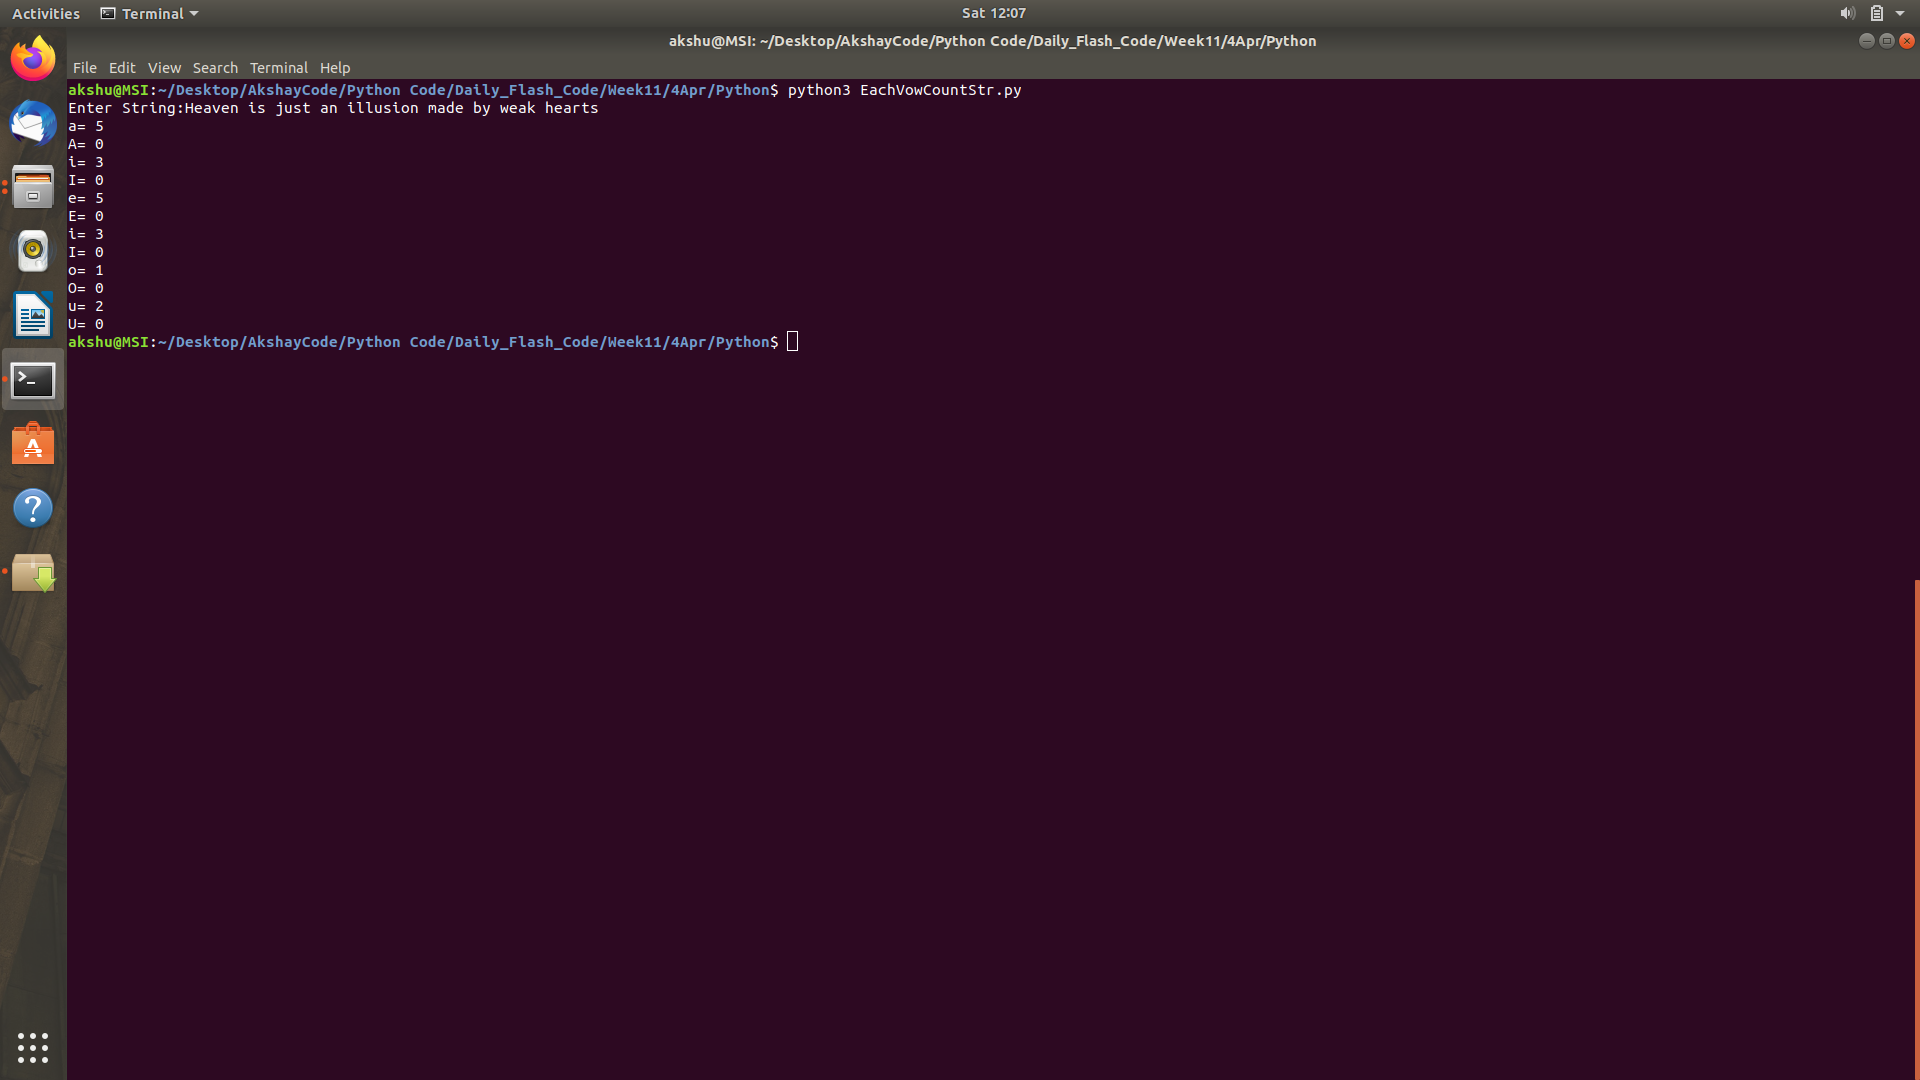 Activities Terminal Sat 12:07
akshu@MSI: ~/Desktop/AkshayCode/Python Code/Daily_Flash_Code/Week11/4Apr/Python
File Edit View Search Terminal Help
akshu@MSI:~/Desktop/AkshayCode/Python Code/Daily_Flash_Code/Week11/4Apr/Python$ python3 EachVowCountStr.py
Enter String:Heaven is just an illusion made by weak hearts
a= 5
A= 0
i= 3
I= 0
e= 5
E= 0
i= 3
I= 0
o= 1
O= 0
u= 2
U= 0
akshu@MSI:~/Desktop/AkshayCode/Python Code/Daily_Flash_Code/Week11/4Apr/Python$